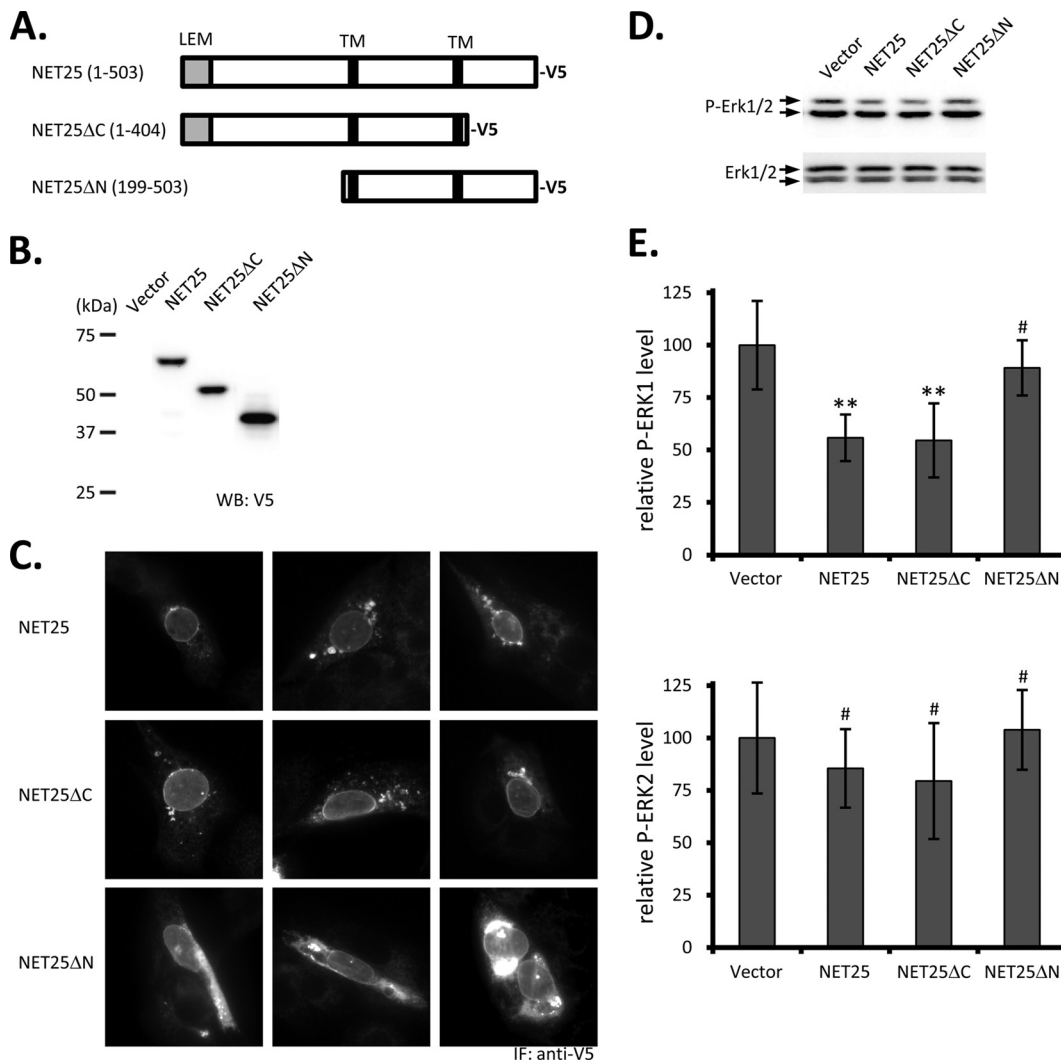 A.
LEM TM TM
NET25 (1-503) -V5
NET25ΔC (1-404) -V5
NET25ΔN (199-503) -V5
B.
Vector NET25 NET25ΔC NET25ΔN
(kDa)
75
50
37
25
WB: V5
C.
NET25
NET25ΔC
NET25ΔN
IF: anti-V5
D.
Vector NET25 NET25ΔC NET25ΔN
P-Erk1/2
Erk1/2
E.
relative P-ERK1 level
125
100
75
50
25
0
** ** #
Vector NET25 NET25ΔC NET25ΔN
relative P-ERK2 level
125
100
75
50
25
0
# # #
Vector NET25 NET25ΔC NET25ΔN